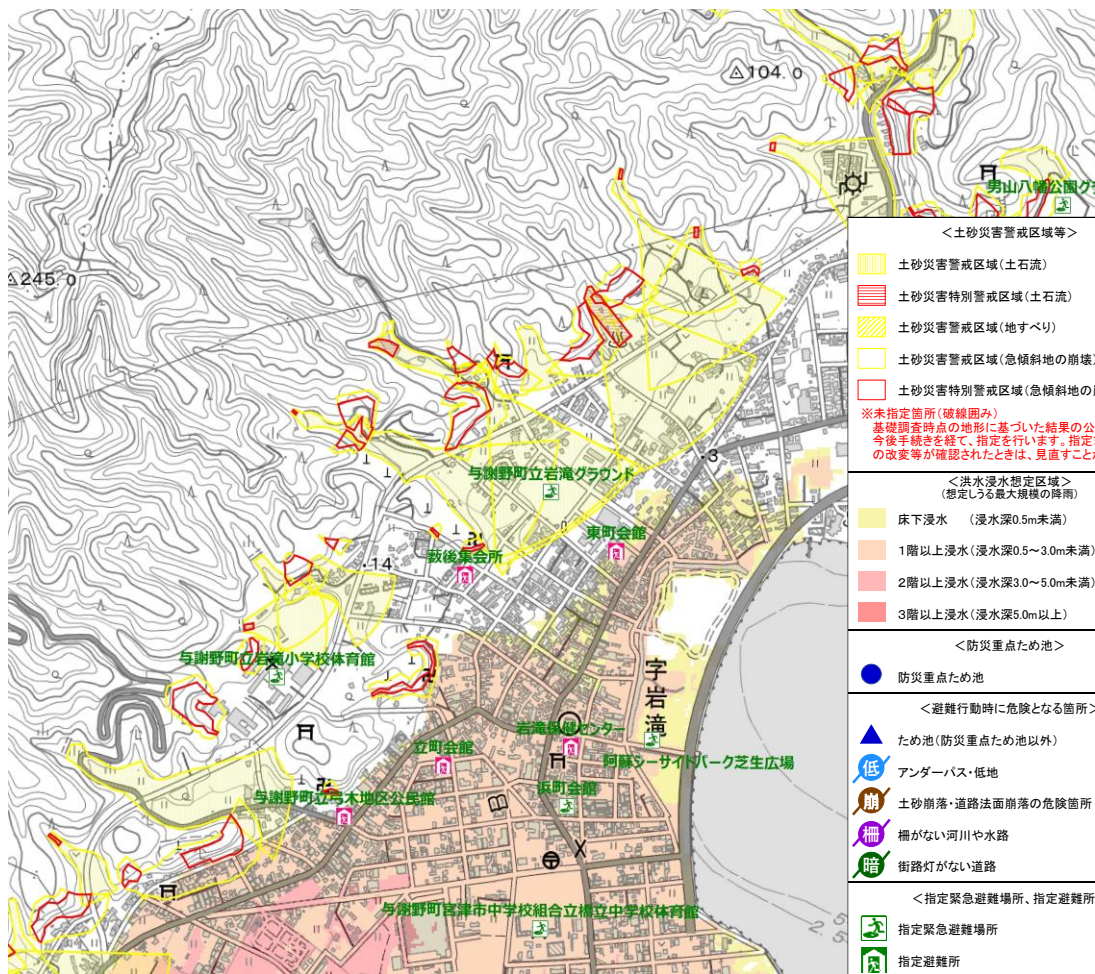 104.0
男山八幡公園グ
245.0
3
与謝野町立岩滝グラウンド
東町会館
藪後集会所
14
与謝野町立岩滝小学校体育館
字岩滝
岩滝保健センター
立町会館
阿蘇シーサイドパーク芝生広場
浜町会館
与謝野町立弓木地区公民館
与謝野町宮津市中学校組合立橋立中学校体育館
2.5
＜土砂災害警戒区域等＞
土砂災害警戒区域(土石流)
土砂災害特別警戒区域(土石流)
土砂災害警戒区域(地すべり)
土砂災害警戒区域(急傾斜地の崩壊)
土砂災害特別警戒区域(急傾斜地の
※未指定箇所(破線囲み)
基礎調査時点の地形に基づいた結果の公
今後手続きを経て、指定を行います。指定
の改変等が確認されたときは、見直すこと
＜洪水浸水想定区域＞
(想定しうる最大規模の降雨)
床下浸水　(浸水深0.5m未満)
1階以上浸水(浸水深0.5～3.0m未満)
2階以上浸水(浸水深3.0～5.0m未満)
3階以上浸水(浸水深5.0m以上)
＜防災重点ため池＞
防災重点ため池
＜避難行動時に危険となる箇所＞
ため池(防災重点ため池以外)
低 アンダーパス・低地
崩 土砂崩落・道路法面崩落の危険箇所
柵 柵がない河川や水路
暗 街路灯がない道路
＜指定緊急避難場所、指定避難所
指定緊急避難場所
指定避難所